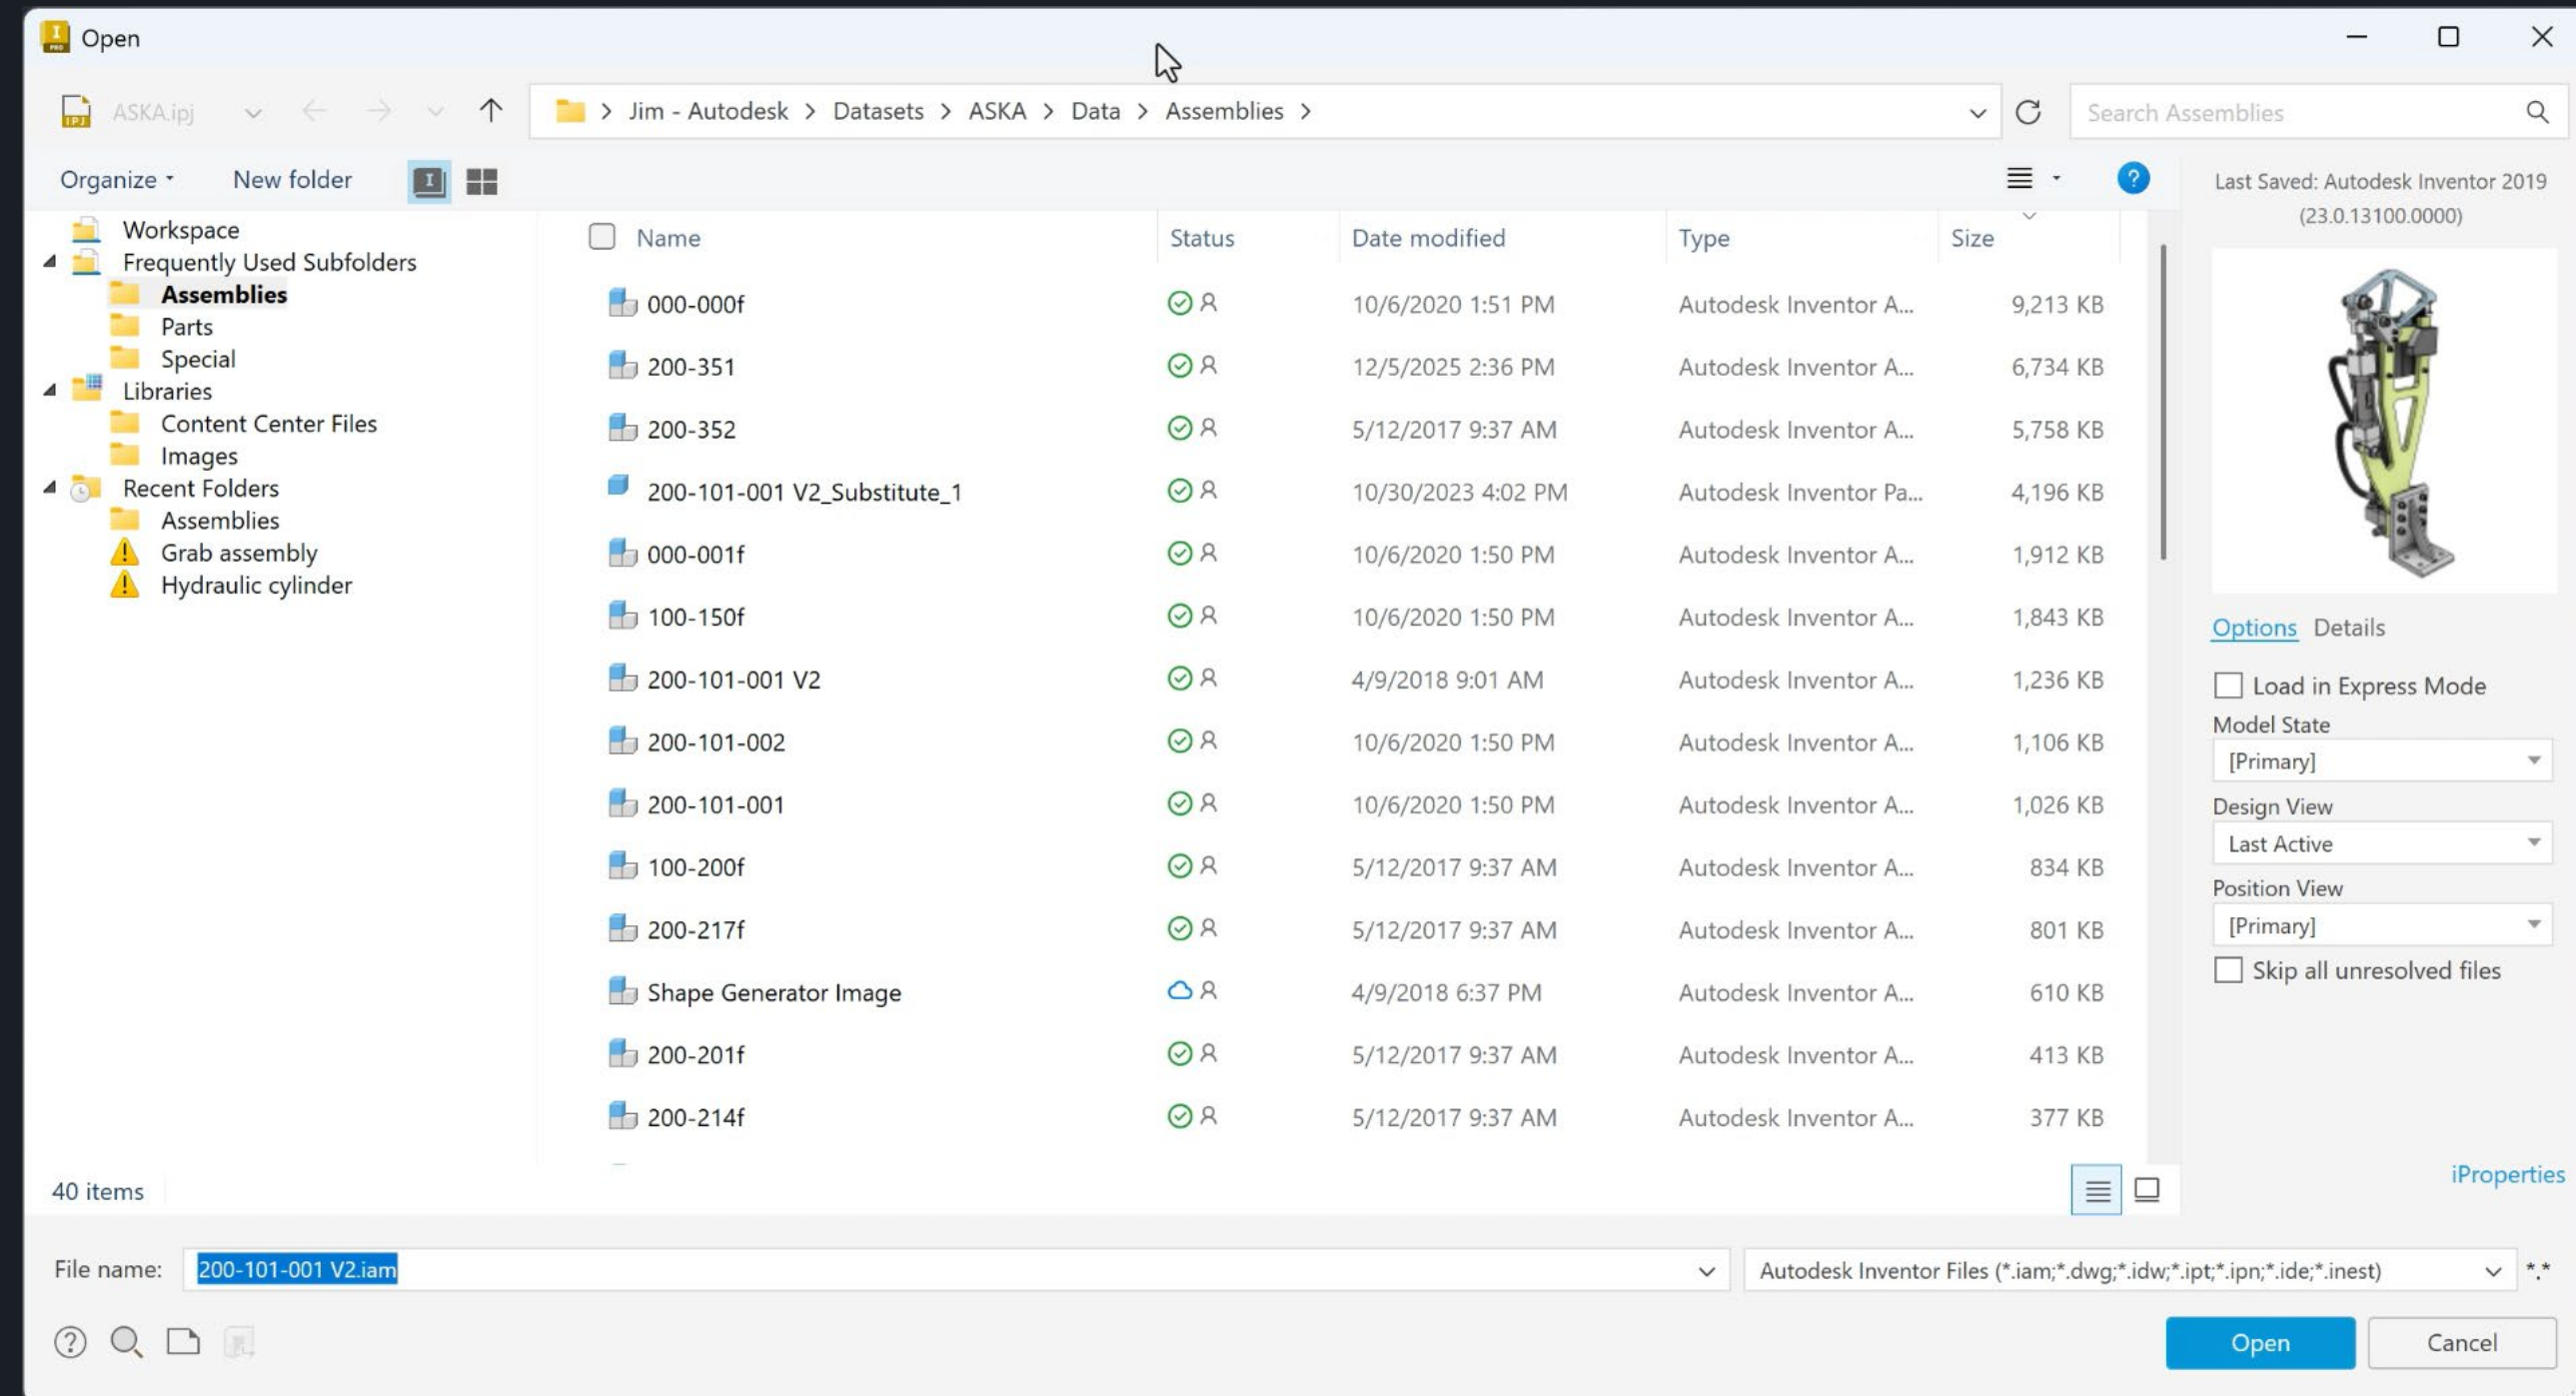 Open
ASKA.ipj
> Jim - Autodesk > Datasets > ASKA > Data > Assemblies >
Search Assemblies
Organize
New folder
Last Saved: Autodesk Inventor 2019
(23.0.13100.0000)
Workspace
Frequently Used Subfolders
Assemblies
Parts
Special
Libraries
Content Center Files
Images
Recent Folders
Assemblies
Grab assembly
Hydraulic cylinder
Name Status Date modified Type Size
000-000f 10/6/2020 1:51 PM Autodesk Inventor A... 9,213 KB
200-351 12/5/2025 2:36 PM Autodesk Inventor A... 6,734 KB
200-352 5/12/2017 9:37 AM Autodesk Inventor A... 5,758 KB
200-101-001 V2_Substitute_1 10/30/2023 4:02 PM Autodesk Inventor Pa... 4,196 KB
000-001f 10/6/2020 1:50 PM Autodesk Inventor A... 1,912 KB
100-150f 10/6/2020 1:50 PM Autodesk Inventor A... 1,843 KB
200-101-001 V2 4/9/2018 9:01 AM Autodesk Inventor A... 1,236 KB
200-101-002 10/6/2020 1:50 PM Autodesk Inventor A... 1,106 KB
200-101-001 10/6/2020 1:50 PM Autodesk Inventor A... 1,026 KB
100-200f 5/12/2017 9:37 AM Autodesk Inventor A... 834 KB
200-217f 5/12/2017 9:37 AM Autodesk Inventor A... 801 KB
Shape Generator Image 4/9/2018 6:37 PM Autodesk Inventor A... 610 KB
200-201f 5/12/2017 9:37 AM Autodesk Inventor A... 413 KB
200-214f 5/12/2017 9:37 AM Autodesk Inventor A... 377 KB
Options Details
Load in Express Mode
Model State
[Primary]
Design View
Last Active
Position View
[Primary]
Skip all unresolved files
iProperties
40 items
File name: 200-101-001 V2.iam
Autodesk Inventor Files (*.iam;*.dwg;*.idw;*.ipt;*.ipn;*.ide;*.inest) *.*
Open
Cancel